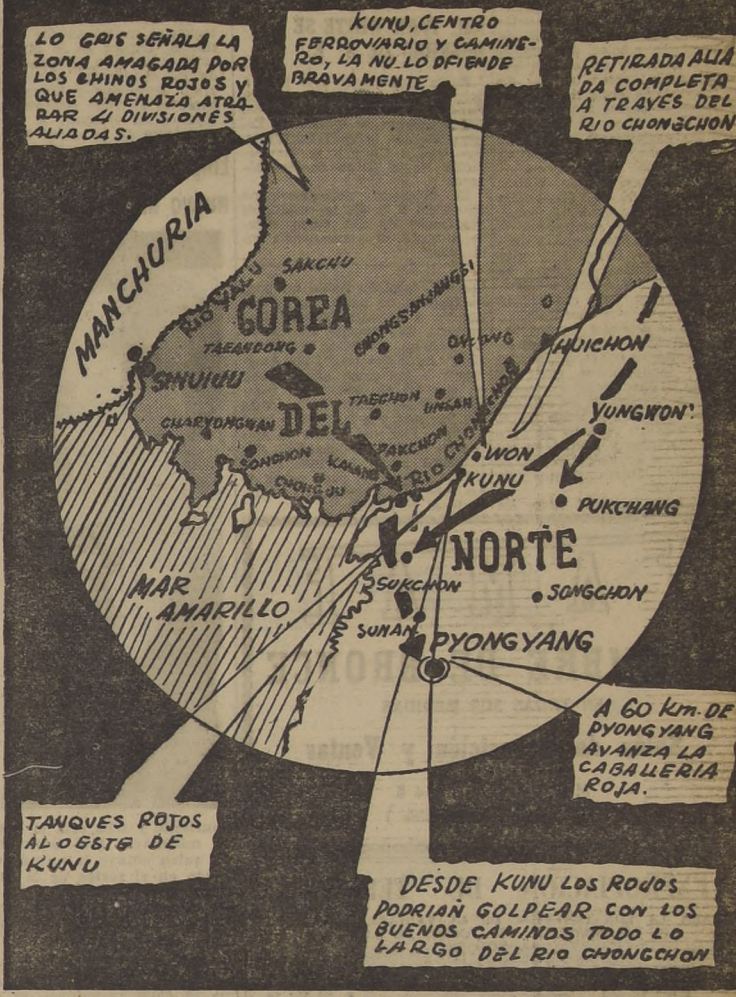 LO GRIS SEÑALA LA
ZONA AMAGADA POR
LOS CHINOS ROJOS Y
QUE AMENAZA ATRA-
PAR 4 DIVISIONES
ALIADAS.
KUNU, CENTRO
FERROVIARIO Y CAMINE-
RO, LA NU. LO DFIENDE
BRAVAMENTE
RETIRADA ALIA
DA COMPLETA
A TRAVES DEL
RIO CHONGCHON
MANCHURIA
RIO YALU
SAKCHU
COREA
CHONGSANJANGSI
TAEANDONG
HUICHON
SINUIJU
TAECHON
UNSAN
YUNGWON
CHARYONGWAN
DEL
PAKCHON
RIO CHONGCHON
WON
SONCHON
KUNU
CHONGJU
PUKCHANG
NORTE
MAR
AMARILLO
SUKCHON
SONGCHON
SUNAN
PYONGYANG
A 60 Km. DE
PYONGYANG
AVANZA LA
CABALLERIA
ROJA.
TANQUES ROJOS
AL OESTE DE
KUNU
DESDE KUNU LOS ROJOS
PODRIAN GOLPEAR CON LOS
BUENOS CAMINOS TODO LO
LARGO DEL RIO CHONGCHON